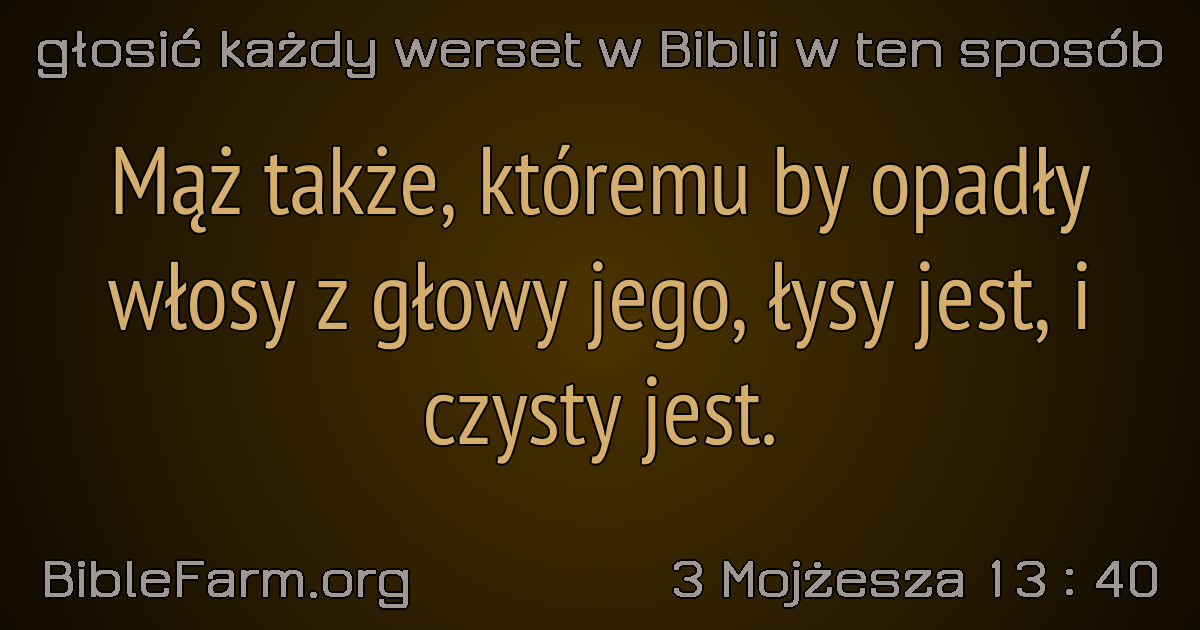 głosić każdy werset w Biblii w ten sposób
Mąż także, któremu by opadły
włosy z głowy jego, łysy jest, i
czysty jest.
BibleFarm.org
3 Mojżesza 13 : 40